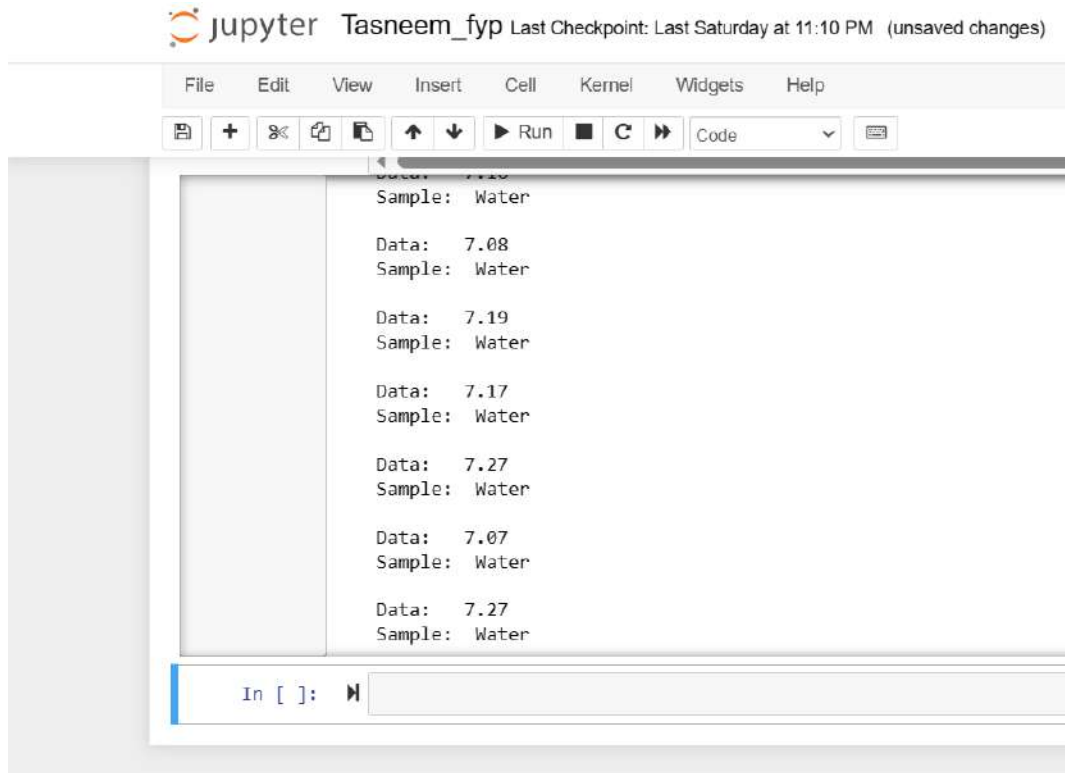 jupyter Tasneem_fyp Last Checkpoint: Last Saturday at 11:10 PM (unsaved changes)
File Edit View Insert Cell Kernel Widgets Help
Run Code
Sample: Water
Data: 7.08
Sample: Water
Data: 7.19
Sample: Water
Data: 7.17
Sample: Water
Data: 7.27
Sample: Water
Data: 7.07
Sample: Water
Data: 7.27
Sample: Water
In [ ]: